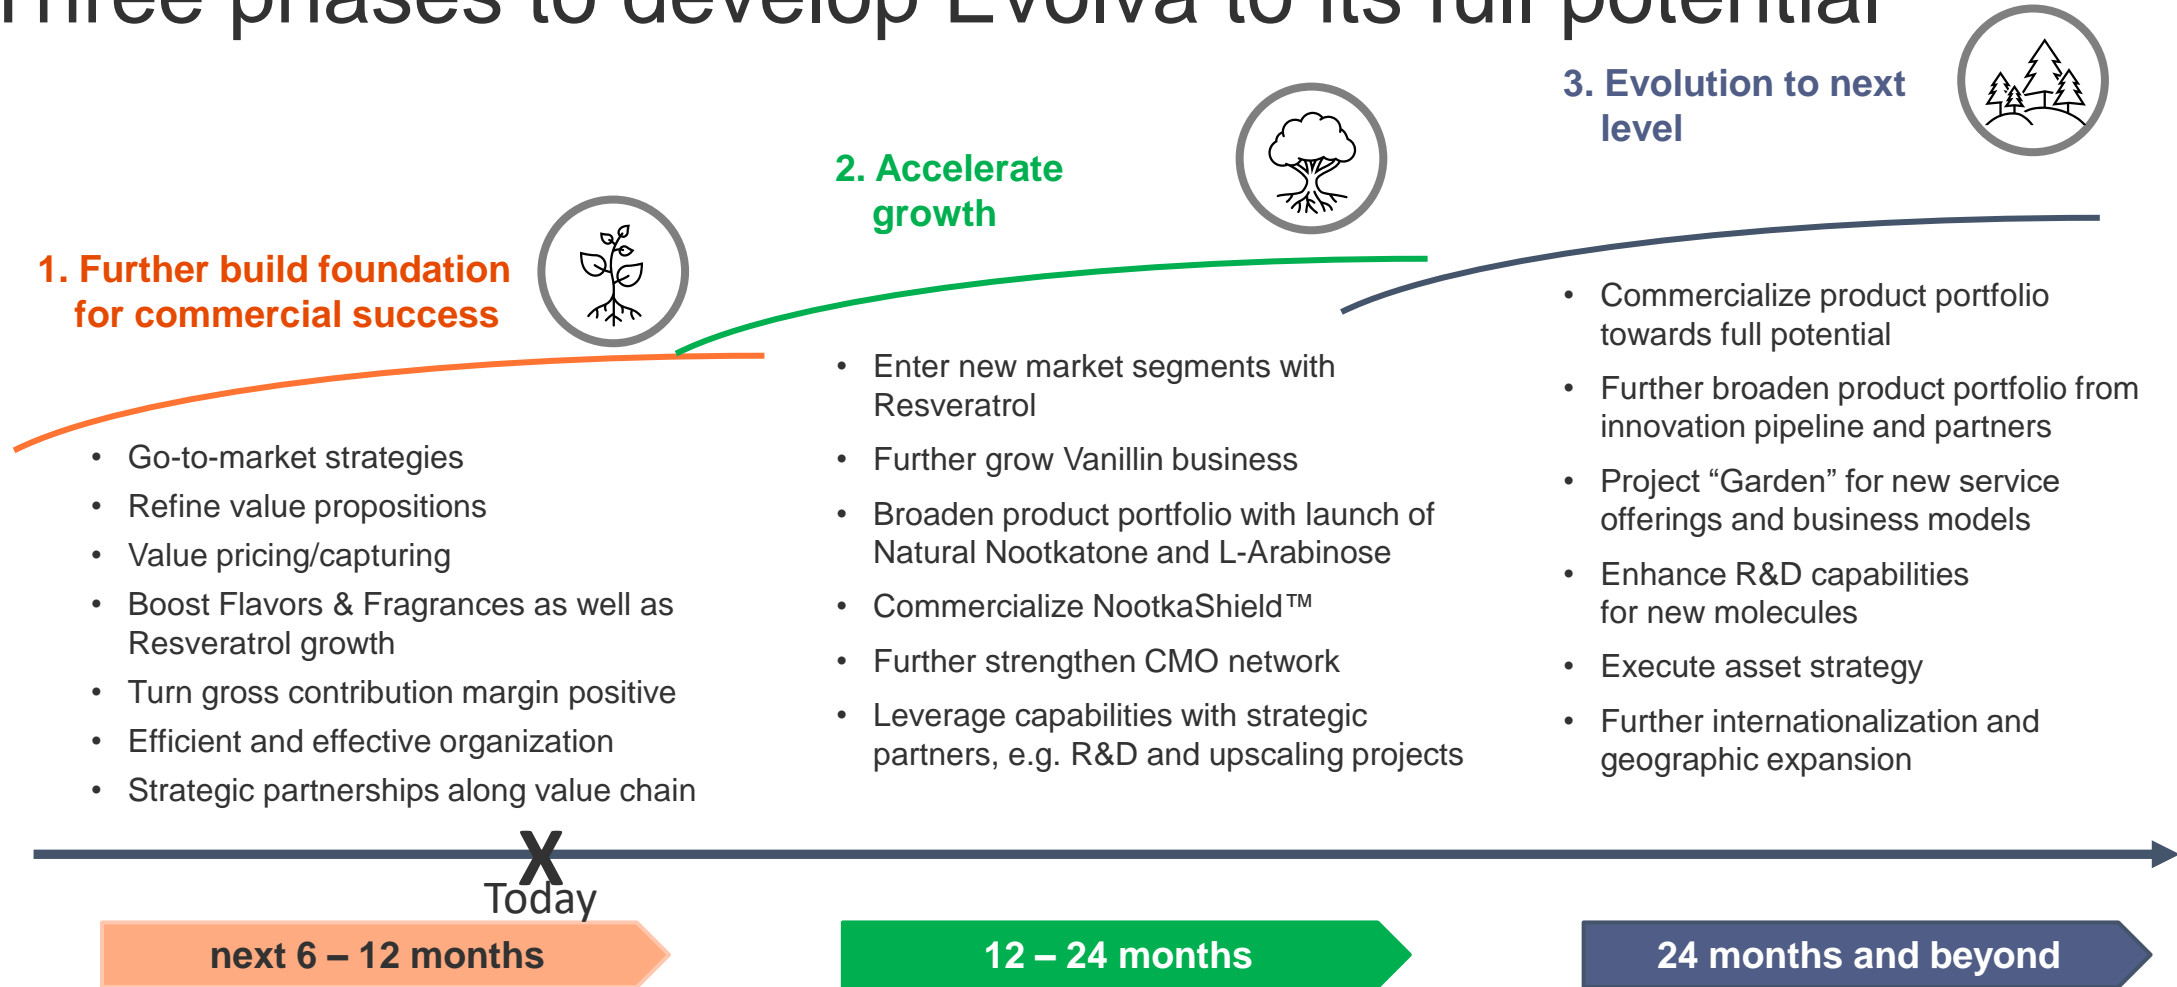 Three phases to develop Evolva to its full potential
1. Further build foundation
for commercial success
• Go-to-market strategies
• Refine value propositions
• Value pricing/capturing
• Boost Flavors & Fragrances as well as
Resveratrol growth
• Turn gross contribution margin positive
• Efficient and effective organization
• Strategic partnerships along value chain
2. Accelerate
growth
• Enter new market segments with
Resveratrol
• Further grow Vanillin business
• Broaden product portfolio with launch of
Natural Nootkatone and L-Arabinose
• Commercialize NootkaShield™
• Further strengthen CMO network
• Leverage capabilities with strategic
partners, e.g. R&D and upscaling projects
3. Evolution to next
level
• Commercialize product portfolio
towards full potential
• Further broaden product portfolio from
innovation pipeline and partners
• Project “Garden” for new service
offerings and business models
• Enhance R&D capabilities
for new molecules
• Execute asset strategy
• Further internationalization and
geographic expansion
X
Today
next 6 – 12 months
12 – 24 months
24 months and beyond